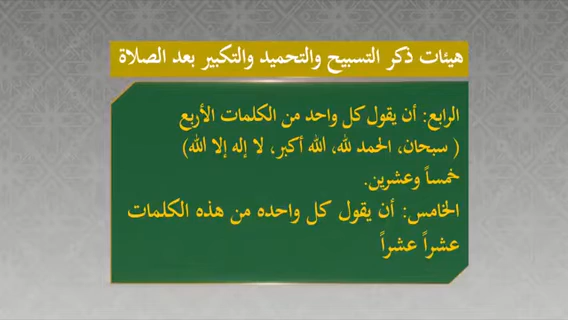 هيئات ذكر التسبيح والتحميد والتكبير بعد الصلاة
الرابع: أن يقول كل واحد من الكلمات الأربع
( سبحان، الحمد لله، الله أكبر، لا إله إلا الله)
خمساً وعشرين.
الخامس: أن يقول كل واحده من هذه الكلمات
عشراً عشراً